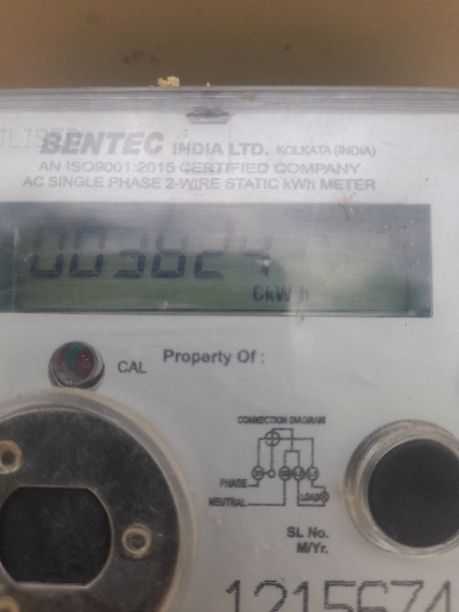 BENTEC INDIA LTD. KOLKATA (INDIA)
AN ISO9001:2015 CERTIFIED COMPANY
AC SINGLE PHASE 2-WIRE STATIC kWh METER
003824
CkWh
CAL
Property Of :
CONNECTION DIAGRAM
PHASE
NEUTRAL
LOAD
SL No.
M/Yr.
1215674